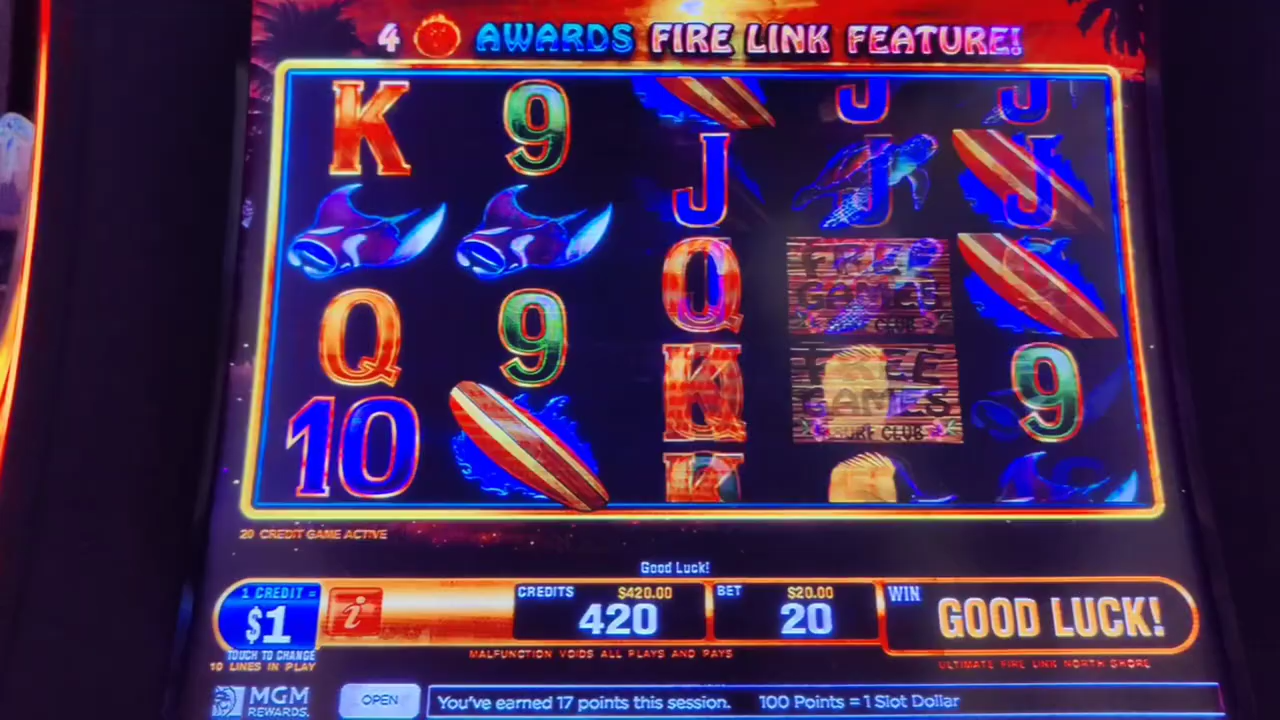 4 AWARDS FIRE LINK FEATURE!
K 9 J J
J J J
Q 9 Q FREE GAMES
10 K FREE GAMES SURF CLUB 9
K
20 CREDIT GAME ACTIVE
Good Luck!
1 CREDIT = $1
TOUCH TO CHANGE
10 LINES IN PLAY
i
CREDITS $420.00
420
BET $20.00
20
WIN GOOD LUCK!
MALFUNCTION VOIDS ALL PLAYS AND PAYS
ULTIMATE FIRE LINK NORTH SHORE
MGM REWARDS.
OPEN
You've earned 17 points this session. 100 Points = 1 Slot Dollar